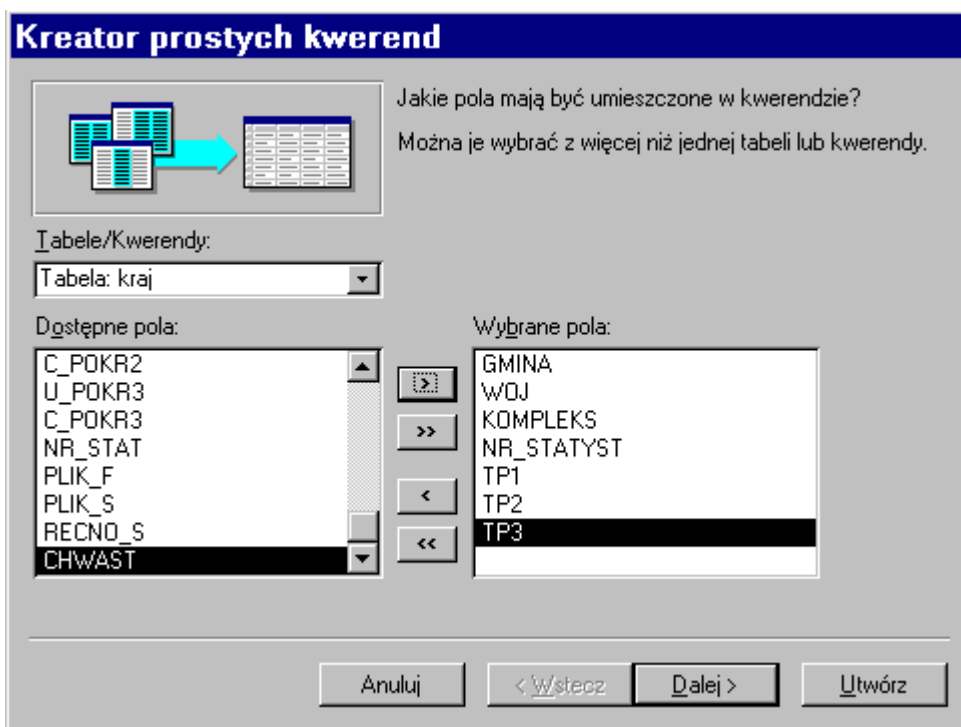 Kreator prostych kwerend
Jakie pola mają być umieszczone w kwerendzie?
Można je wybrać z więcej niż jednej tabeli lub kwerendy.
Tabele/Kwerendy:
Tabela: kraj
Dostępne pola:
C_POKR2
U_POKR3
C_POKR3
NR_STAT
PLIK_F
PLIK_S
RECNO_S
CHWAST
>
>>
<
<<
Wybrane pola:
GMINA
WOJ
KOMPLEKS
NR_STATYST
TP1
TP2
TP3
Anuluj
< Wstecz
Dalej >
Utwórz